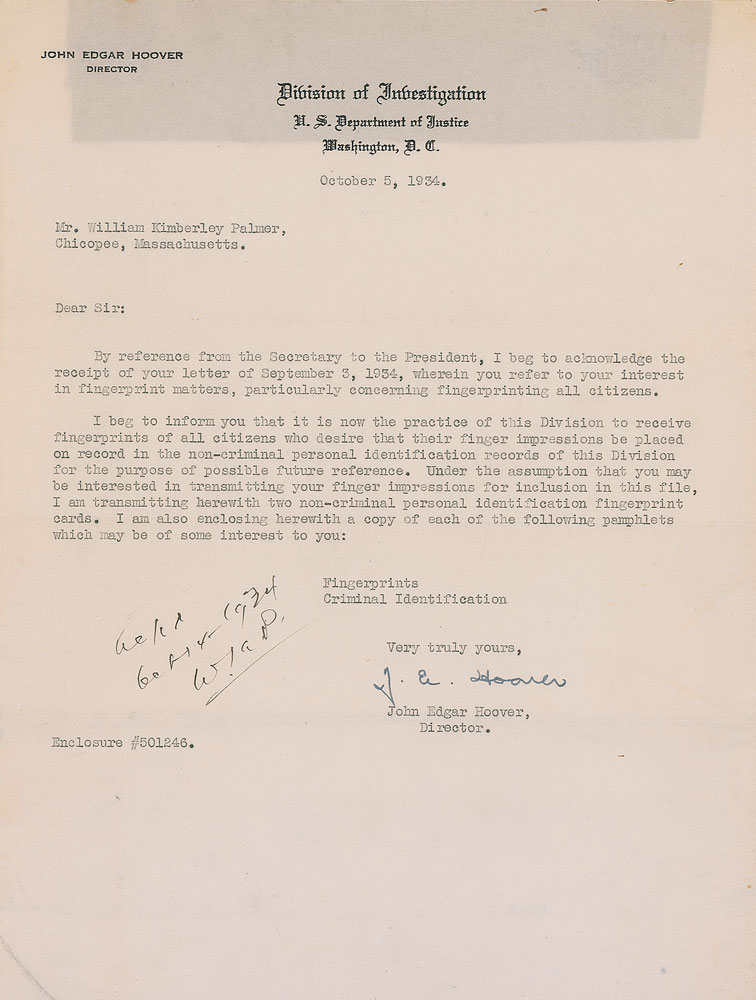 JOHN EDGAR HOOVER
DIRECTOR
Division of Investigation
U. S. Department of Justice
Washington, D. C.
October 5, 1934.
Mr. William Kimberley Palmer,
Chicopee, Massachusetts.
Dear Sir:
By reference from the Secretary to the President, I beg to acknowledge the
receipt of your letter of September 3, 1934, wherein you refer to your interest
in fingerprint matters, particularly concerning fingerprinting all citizens.
I beg to inform you that it is now the practice of this Division to receive
fingerprints of all citizens who desire that their finger impressions be placed
on record in the non-criminal personal identification records of this Division
for the purpose of possible future reference. Under the assumption that you may
be interested in transmitting your finger impressions for inclusion in this file,
I am transmitting herewith two non-criminal personal identification fingerprint
cards. I am also enclosing herewith a copy of each of the following pamphlets
which may be of some interest to you:
Fingerprints
Criminal Identification
1934
Very truly yours,
J. E. Hoover
John Edgar Hoover,
Director.
Enclosure #501246.